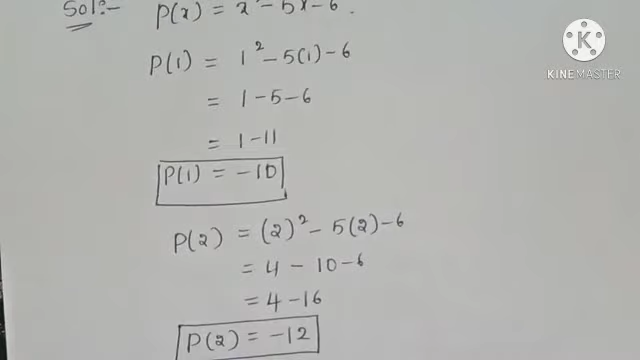 Sol:- P(x) = x² - 5x - 6.
P(1) = 1² - 5(1) - 6
= 1 - 5 - 6
= 1 - 11
P(1) = -10
P(2) = (2)² - 5(2) - 6
= 4 - 10 - 6
= 4 - 16
P(2) = -12
K
KINEMASTER